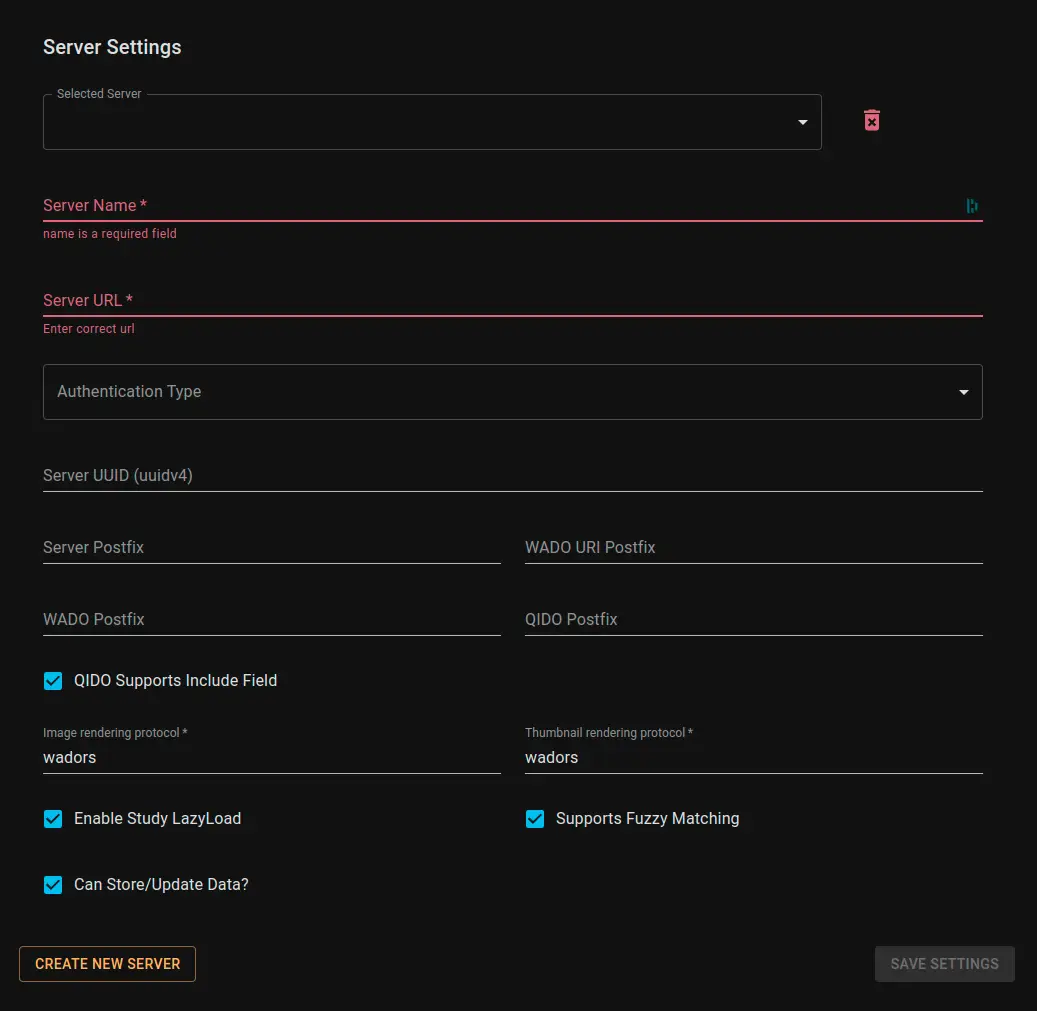 Server Settings
Selected Server
Server Name *
name is a required field
Server URL *
Enter correct url
Authentication Type
Server UUID (uuidv4)
Server Postfix
WADO URI Postfix
WADO Postfix
QIDO Postfix
QIDO Supports Include Field
Image rendering protocol *
Thumbnail rendering protocol *
wadors
wadors
Enable Study LazyLoad
Supports Fuzzy Matching
Can Store/Update Data?
CREATE NEW SERVER
SAVE SETTINGS